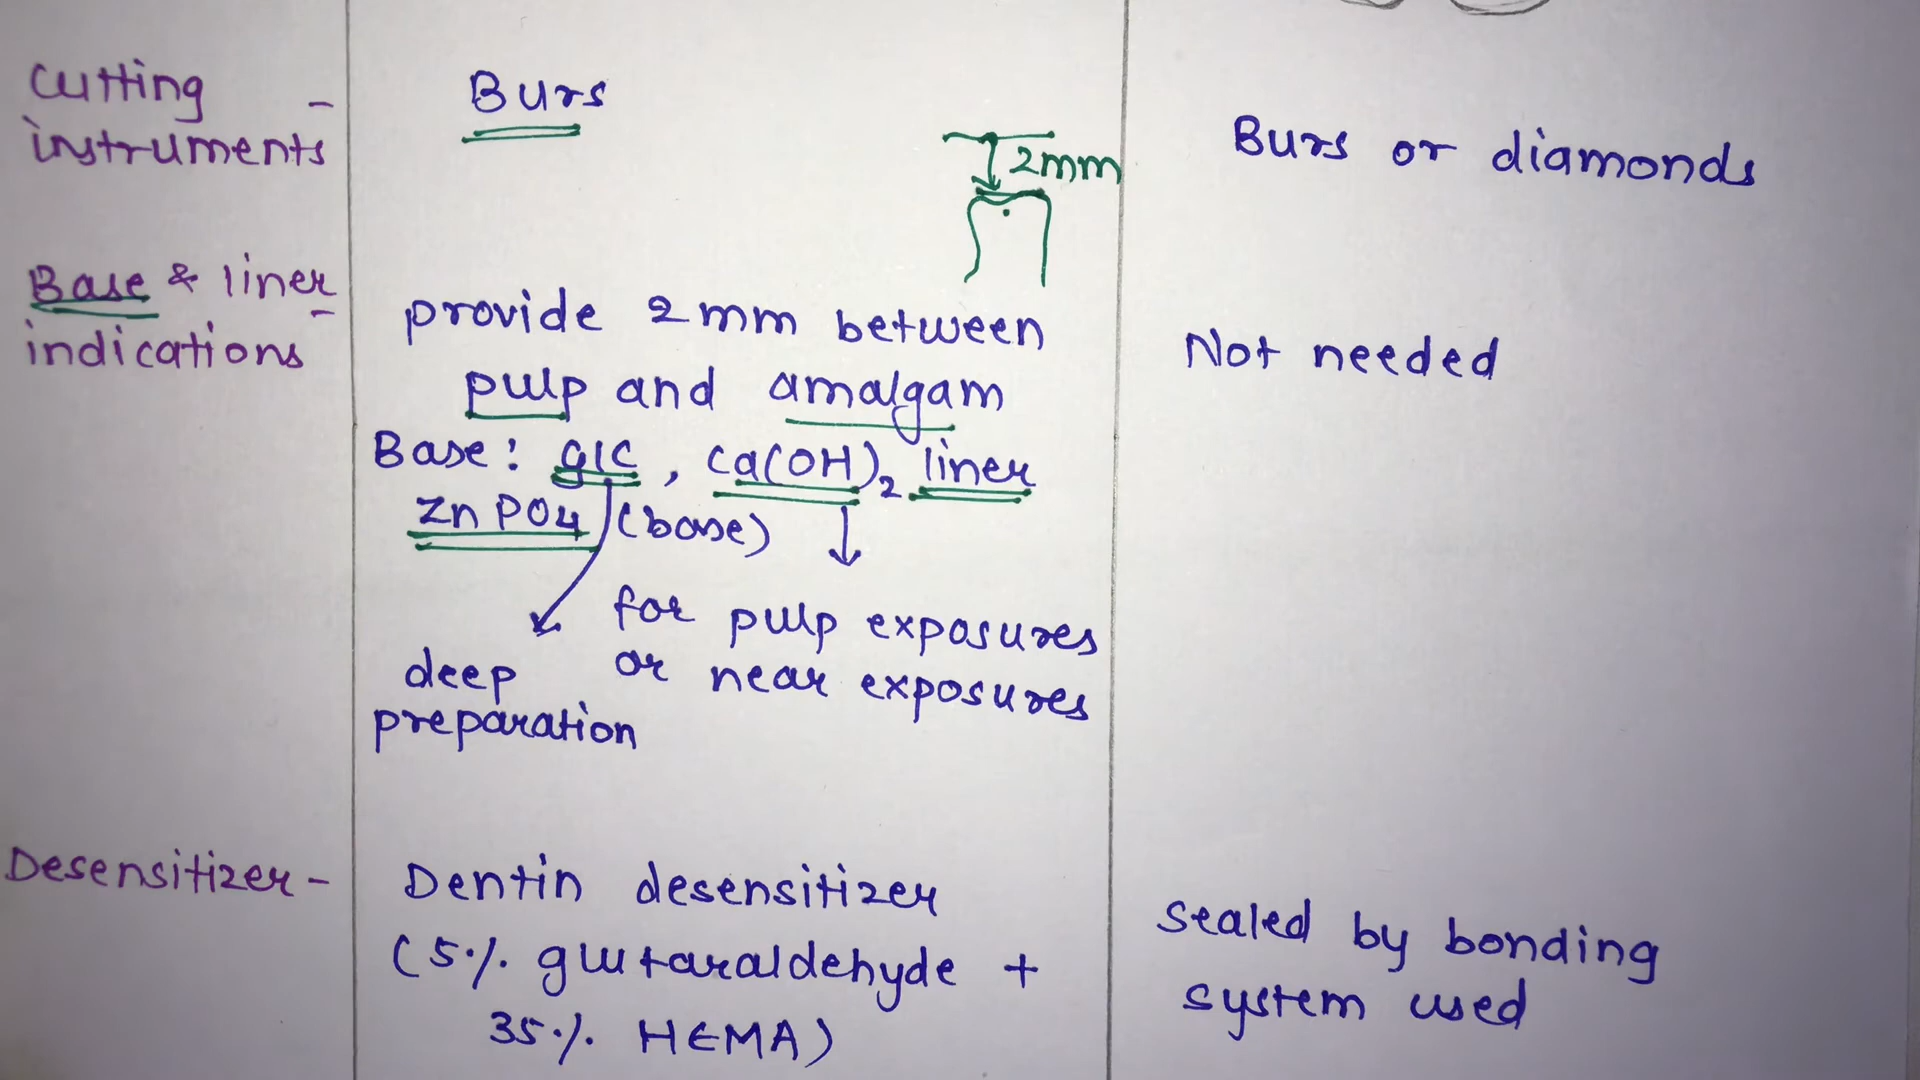 Cutting -
instruments
Burs
2mm
Burs or diamonds
Base & liner -
indications
provide 2mm between
pulp and amalgam
Base: GIC, Ca(OH)2 liner
ZnPO4 (base)
for pulp exposures
or near exposures
deep
preparation
Not needed
Desensitizer -
Dentin desensitizer
(5% glutaraldehyde +
35% HEMA)
sealed by bonding
system used